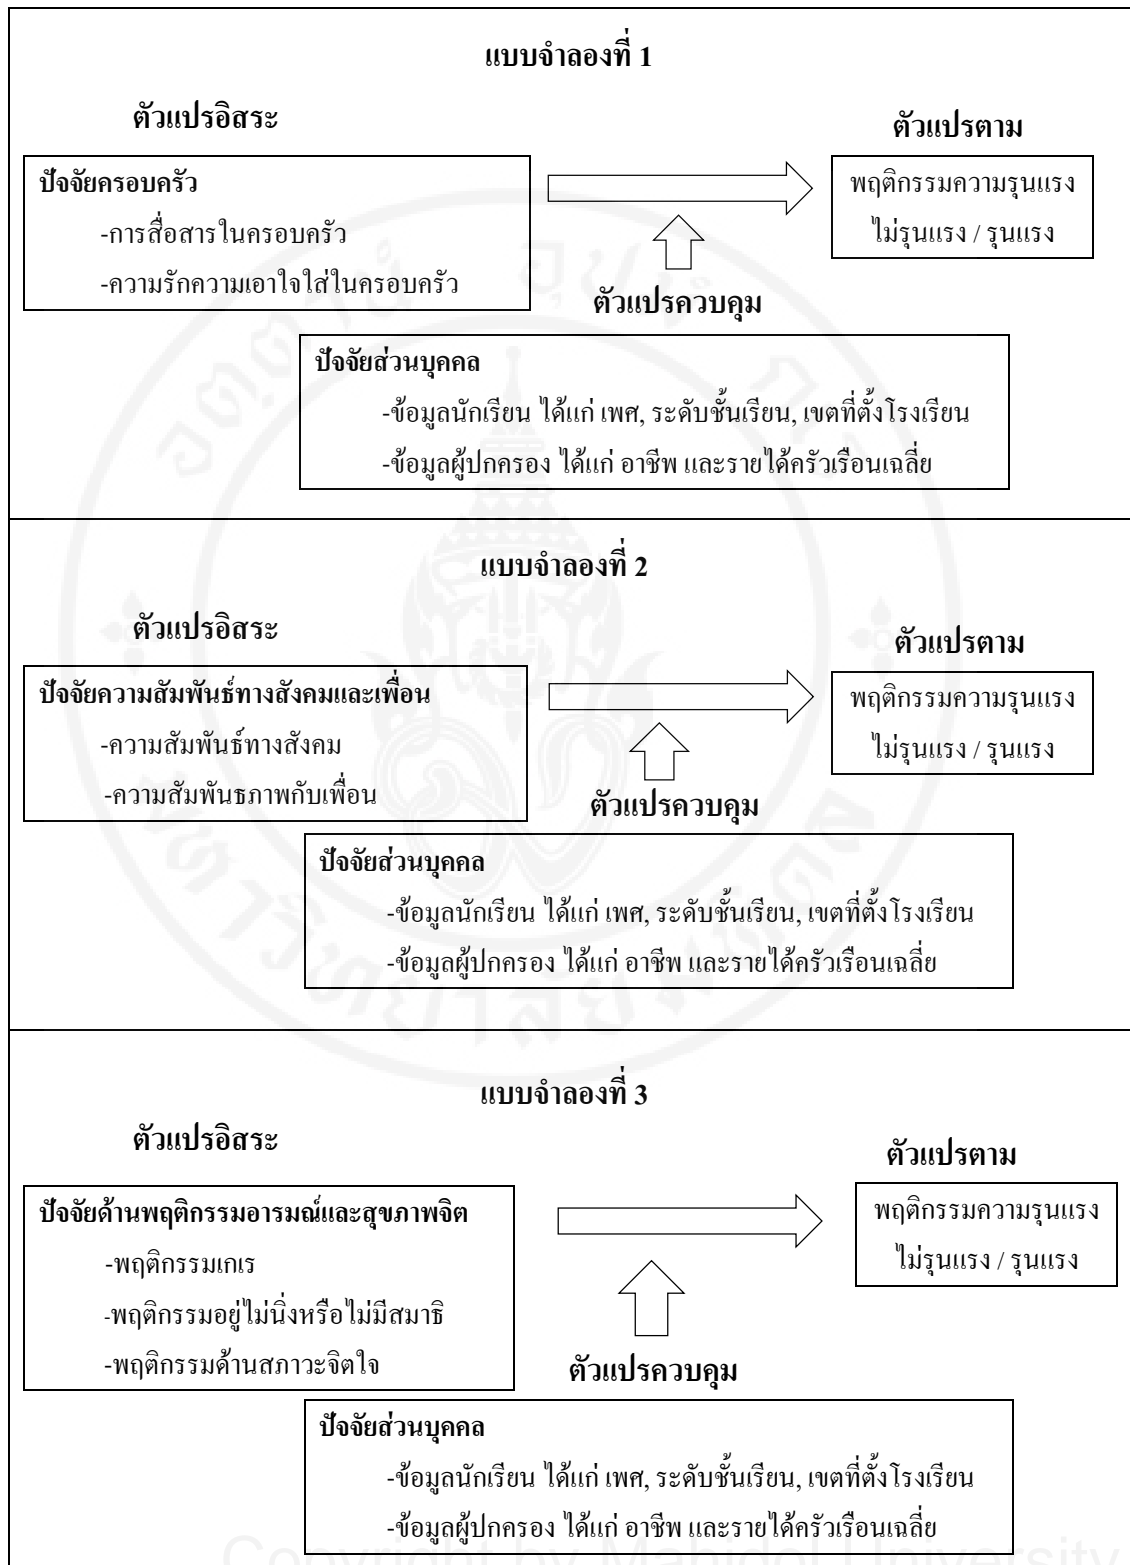 แบบจำลองที่ 1
ตัวแปรอิสระ
ตัวแปรตาม
ปัจจัยครอบครัว
-การสื่อสารในครอบครัว
-ความรักความเอาใจใส่ในครอบครัว
พฤติกรรมความรุนแรง
ไม่รุนแรง / รุนแรง
ตัวแปรควบคุม
ปัจจัยส่วนบุคคล
-ข้อมูลนักเรียน ได้แก่ เพศ, ระดับชั้นเรียน, เขตที่ตั้งโรงเรียน
-ข้อมูลผู้ปกครอง ได้แก่ อาชีพ และรายได้ครัวเรือนเฉลี่ย
แบบจำลองที่ 2
ตัวแปรอิสระ
ตัวแปรตาม
ปัจจัยความสัมพันธ์ทางสังคมและเพื่อน
-ความสัมพันธ์ทางสังคม
-ความสัมพันธภาพกับเพื่อน
พฤติกรรมความรุนแรง
ไม่รุนแรง / รุนแรง
ตัวแปรควบคุม
ปัจจัยส่วนบุคคล
-ข้อมูลนักเรียน ได้แก่ เพศ, ระดับชั้นเรียน, เขตที่ตั้งโรงเรียน
-ข้อมูลผู้ปกครอง ได้แก่ อาชีพ และรายได้ครัวเรือนเฉลี่ย
แบบจำลองที่ 3
ตัวแปรอิสระ
ตัวแปรตาม
ปัจจัยด้านพฤติกรรมอารมณ์และสุขภาพจิต
-พฤติกรรมเกเร
-พฤติกรรมอยู่ไม่นิ่งหรือไม่มีสมาธิ
-พฤติกรรมด้านสภาวะจิตใจ
พฤติกรรมความรุนแรง
ไม่รุนแรง / รุนแรง
ตัวแปรควบคุม
ปัจจัยส่วนบุคคล
-ข้อมูลนักเรียน ได้แก่ เพศ, ระดับชั้นเรียน, เขตที่ตั้งโรงเรียน
-ข้อมูลผู้ปกครอง ได้แก่ อาชีพ และรายได้ครัวเรือนเฉลี่ย
Copyright by Mahidol University
มหาวิทยาลัยมหิดล